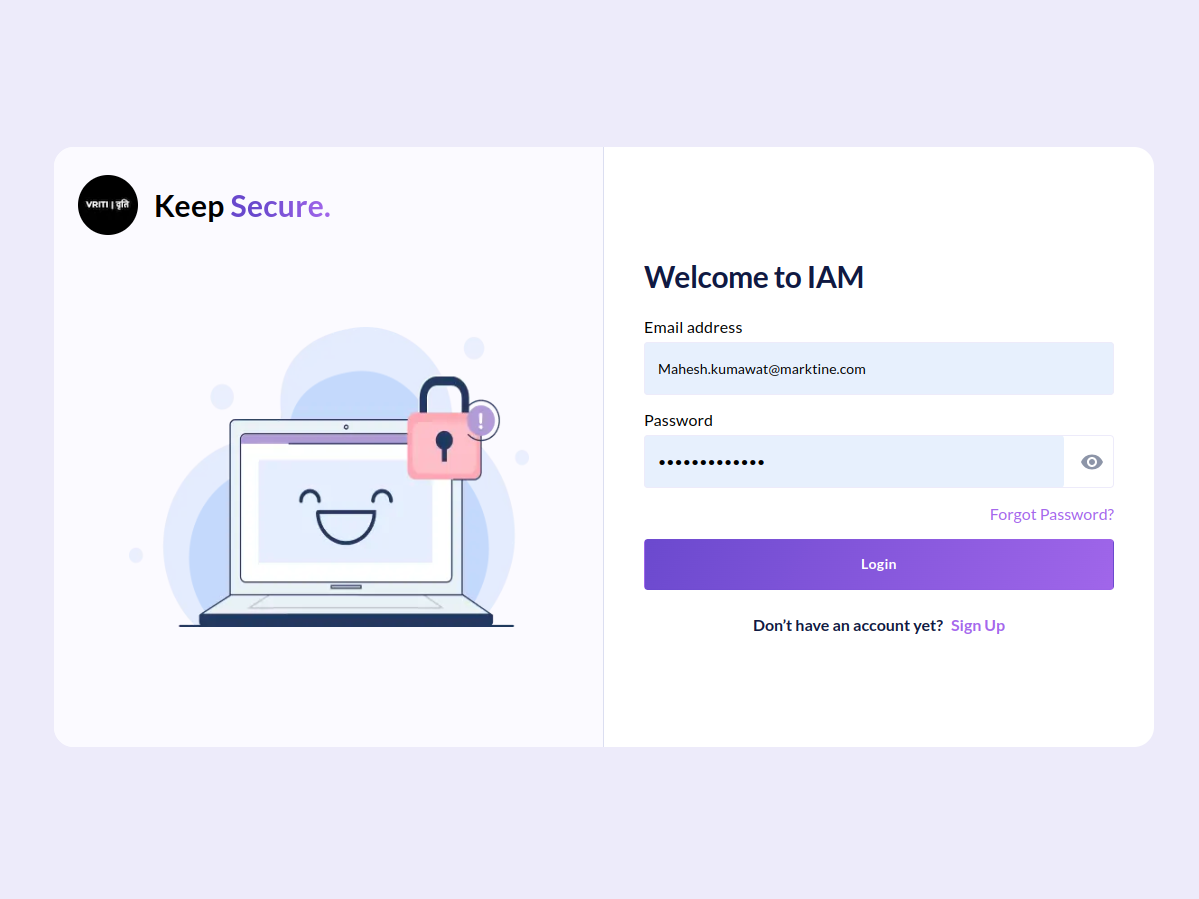 VRITI | वृति
Keep Secure.
Welcome to IAM
Email address
Mahesh.kumawat@marktine.com
Password
•••••••••••••
Forgot Password?
Login
Don't have an account yet? Sign Up
!